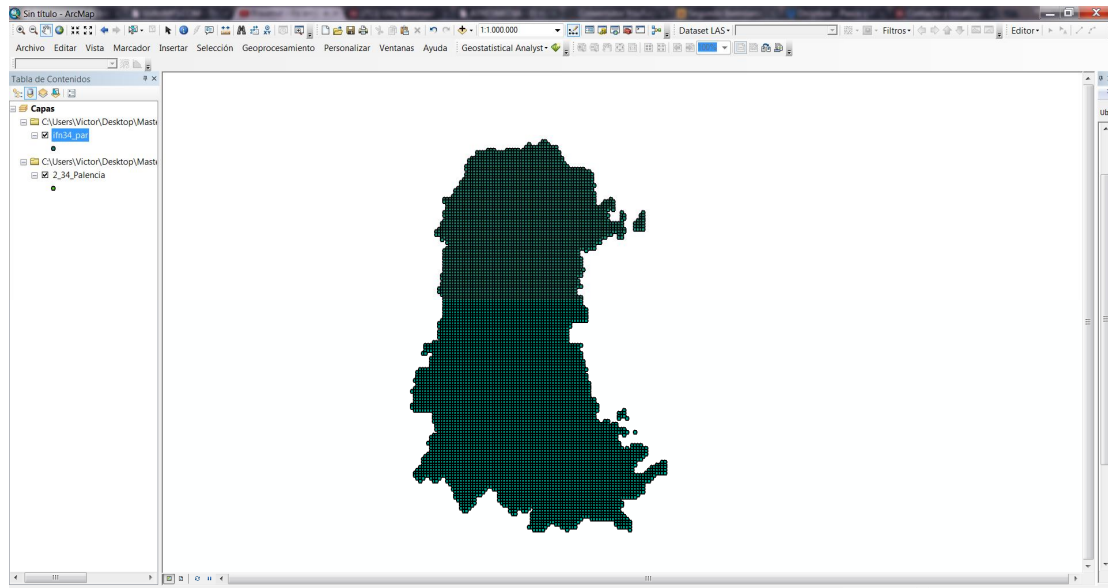 Sin título - ArcMap
1:1.000.000 Dataset LAS Filtros Editor
Archivo Editar Vista Marcador Insertar Selección Geoprocesamiento Personalizar Ventanas Ayuda Geostatistical Analyst
Tabla de Contenidos
Capas
C:\Users\Victor\Desktop\Maste
ifn34_par
C:\Users\Victor\Desktop\Maste
2_34_Palencia
Ub